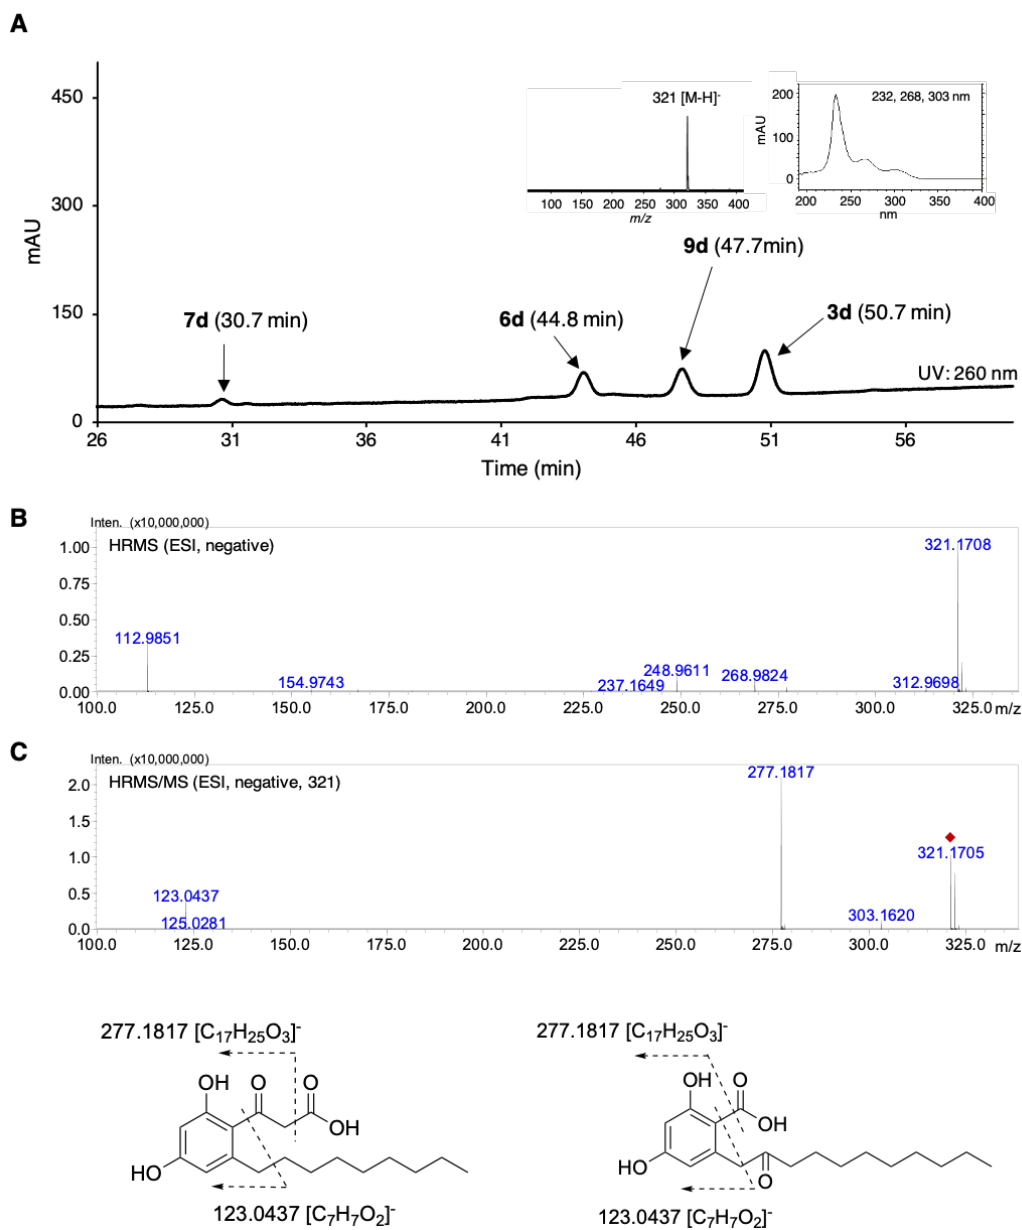 A
450
300
150
0
mAU
26
31
36
41
46
51
56
Time (min)
7d (30.7 min)
6d (44.8 min)
9d (47.7min)
3d (50.7 min)
UV: 260 nm
321 [M-H]-
100 150 200 250 300 350 400
m/z
232, 268, 303 nm
200
100
0
mAU
200 250 300 350 400
nm
B
Inten. (x10,000,000)
HRMS (ESI, negative)
1.00
0.75
0.50
0.25
0.00
112.9851
154.9743
237.1649
248.9611
268.9824
312.9698
321.1708
100.0 125.0 150.0 175.0 200.0 225.0 250.0 275.0 300.0 325.0 m/z
C
Inten. (x10,000,000)
HRMS/MS (ESI, negative, 321)
2.0
1.5
1.0
0.5
0.0
123.0437
125.0281
277.1817
303.1620
321.1705
100.0 125.0 150.0 175.0 200.0 225.0 250.0 275.0 300.0 325.0 m/z
277.1817 [C17H25O3]-
OH O O
OH
HO
123.0437 [C7H7O2]-
277.1817 [C17H25O3]-
OH O
OH
HO
O
123.0437 [C7H7O2]-